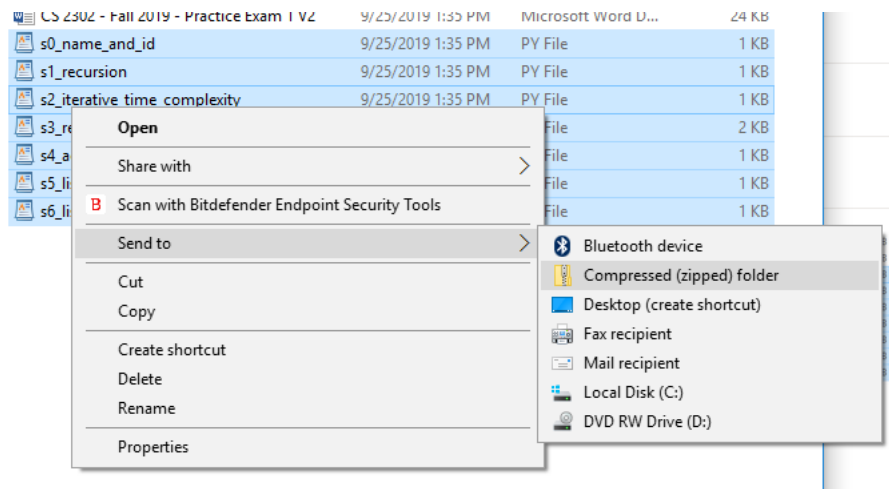 CS 2302 - Fall 2019 - Practice Exam 1 V2 9/25/2019 1:35 PM Microsoft Word D... 24 KB
s0_name_and_id 9/25/2019 1:35 PM PY File 1 KB
s1_recursion 9/25/2019 1:35 PM PY File 1 KB
s2_iterative_time_complexity 9/25/2019 1:35 PM PY File 1 KB
s3_re File 2 KB
s4_a File 1 KB
s5_li File 1 KB
s6_li File 1 KB
Open
Share with
B Scan with Bitdefender Endpoint Security Tools
Send to
Cut
Copy
Create shortcut
Delete
Rename
Properties
Bluetooth device
Compressed (zipped) folder
Desktop (create shortcut)
Fax recipient
Mail recipient
Local Disk (C:)
DVD RW Drive (D:)